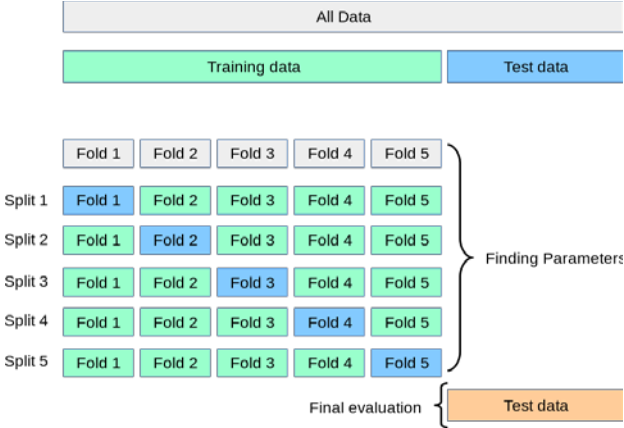 All Data
Training data Test data
Fold 1 Fold 2 Fold 3 Fold 4 Fold 5
Split 1 Fold 1 Fold 2 Fold 3 Fold 4 Fold 5
Split 2 Fold 1 Fold 2 Fold 3 Fold 4 Fold 5
Finding Parameters
Split 3 Fold 1 Fold 2 Fold 3 Fold 4 Fold 5
Split 4 Fold 1 Fold 2 Fold 3 Fold 4 Fold 5
Split 5 Fold 1 Fold 2 Fold 3 Fold 4 Fold 5
Final evaluation Test data